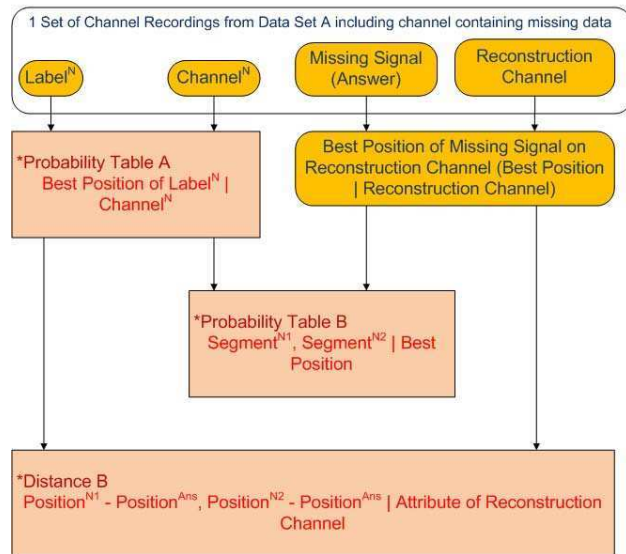 1 Set of Channel Recordings from Data Set A including channel containing missing data
Label^N
Channel^N
Missing Signal
(Answer)
Reconstruction
Channel
*Probability Table A
Best Position of Label^N |
Channel^N
Best Position of Missing Signal on
Reconstruction Channel (Best Position
| Reconstruction Channel)
*Probability Table B
Segment^N1, Segment^N2 | Best
Position
*Distance B
Position^N1 - Position^Ans, Position^N2 - Position^Ans | Attribute of Reconstruction
Channel